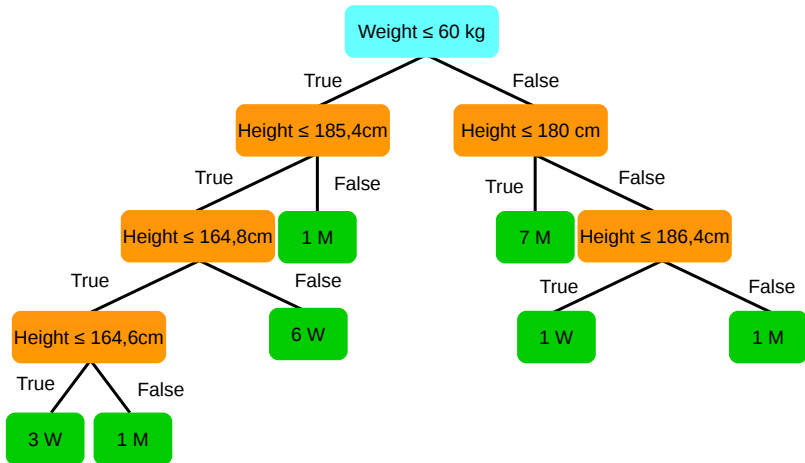 Weight ≤ 60 kg
True
False
Height ≤ 185,4cm
Height ≤ 180 cm
True
False
True
False
Height ≤ 164,8cm
1 M
7 M
Height ≤ 186,4cm
True
False
True
False
Height ≤ 164,6cm
6 W
1 W
1 M
True
False
3 W
1 M